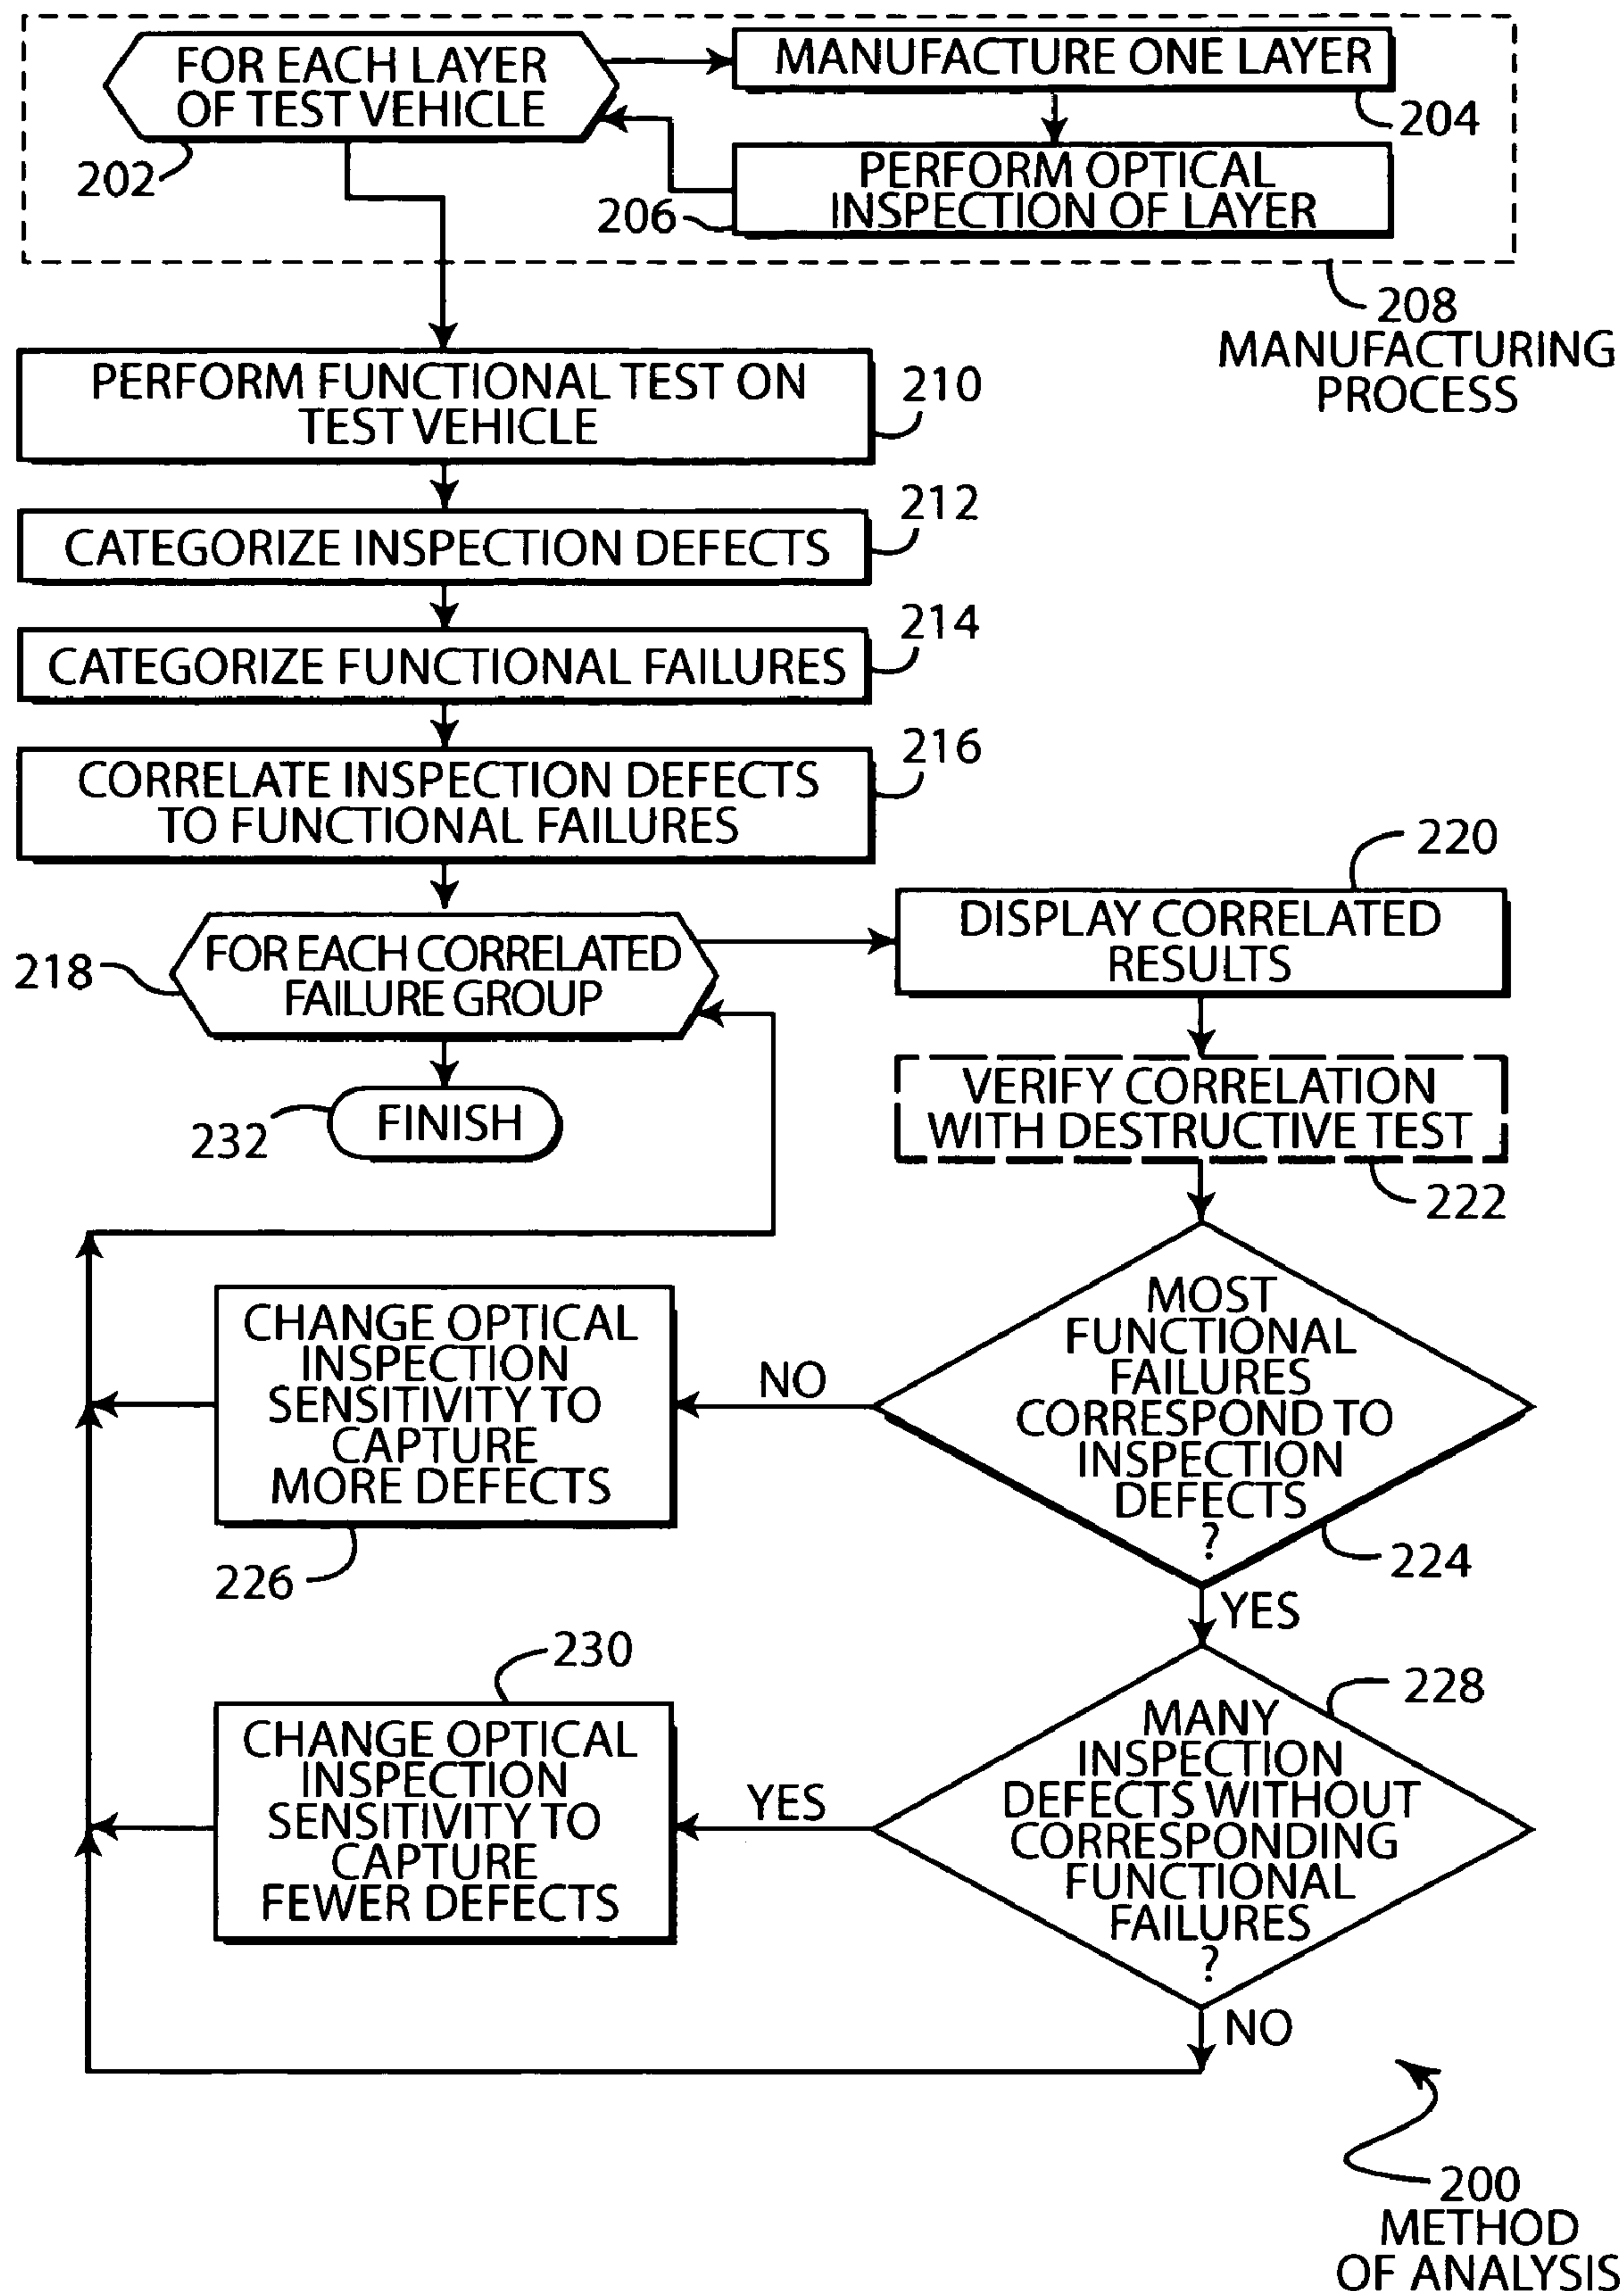 FOR EACH LAYER
OF TEST VEHICLE
202
MANUFACTURE ONE LAYER
204
PERFORM OPTICAL
INSPECTION OF LAYER
206
208
MANUFACTURING
PROCESS
PERFORM FUNCTIONAL TEST ON
TEST VEHICLE
210
CATEGORIZE INSPECTION DEFECTS
212
CATEGORIZE FUNCTIONAL FAILURES
214
CORRELATE INSPECTION DEFECTS
TO FUNCTIONAL FAILURES
216
FOR EACH CORRELATED
FAILURE GROUP
218
220
DISPLAY CORRELATED
RESULTS
FINISH
232
VERIFY CORRELATION
WITH DESTRUCTIVE TEST
222
MOST
FUNCTIONAL
FAILURES
CORRESPOND TO
INSPECTION
DEFECTS
?
224
NO
CHANGE OPTICAL
INSPECTION
SENSITIVITY TO
CAPTURE
MORE DEFECTS
226
YES
228
MANY
INSPECTION
DEFECTS WITHOUT
CORRESPONDING
FUNCTIONAL
FAILURES
?
YES
230
CHANGE OPTICAL
INSPECTION
SENSITIVITY TO
CAPTURE
FEWER DEFECTS
NO
200
METHOD
OF ANALYSIS